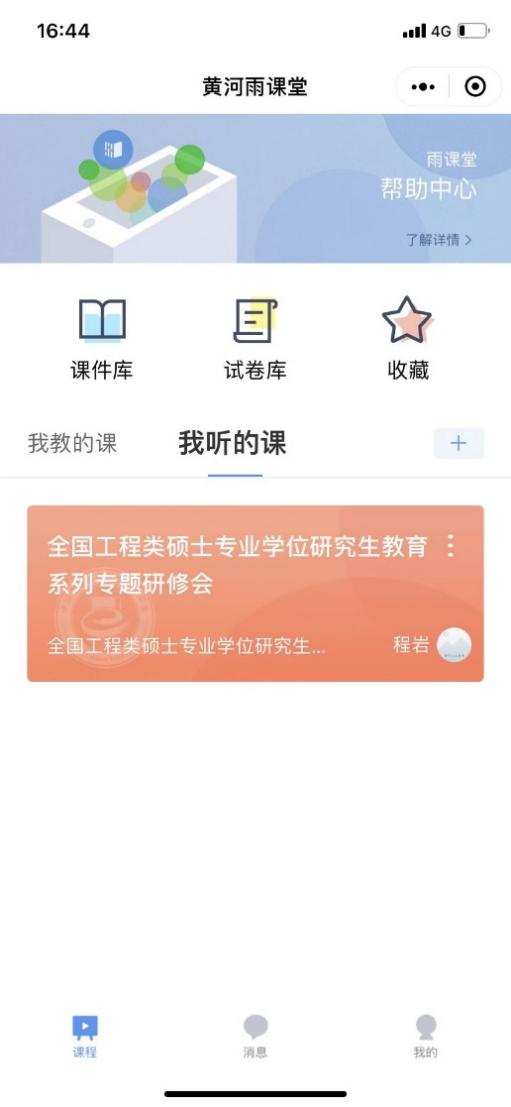 16:44
4G
黄河雨课堂
雨课堂
帮助中心
了解详情 >
课件库
试卷库
收藏
我教的课
我听的课
+
全国工程类硕士专业学位研究生教育
系列专题研修会
全国工程类硕士专业学位研究生...
程岩
课程
消息
我的